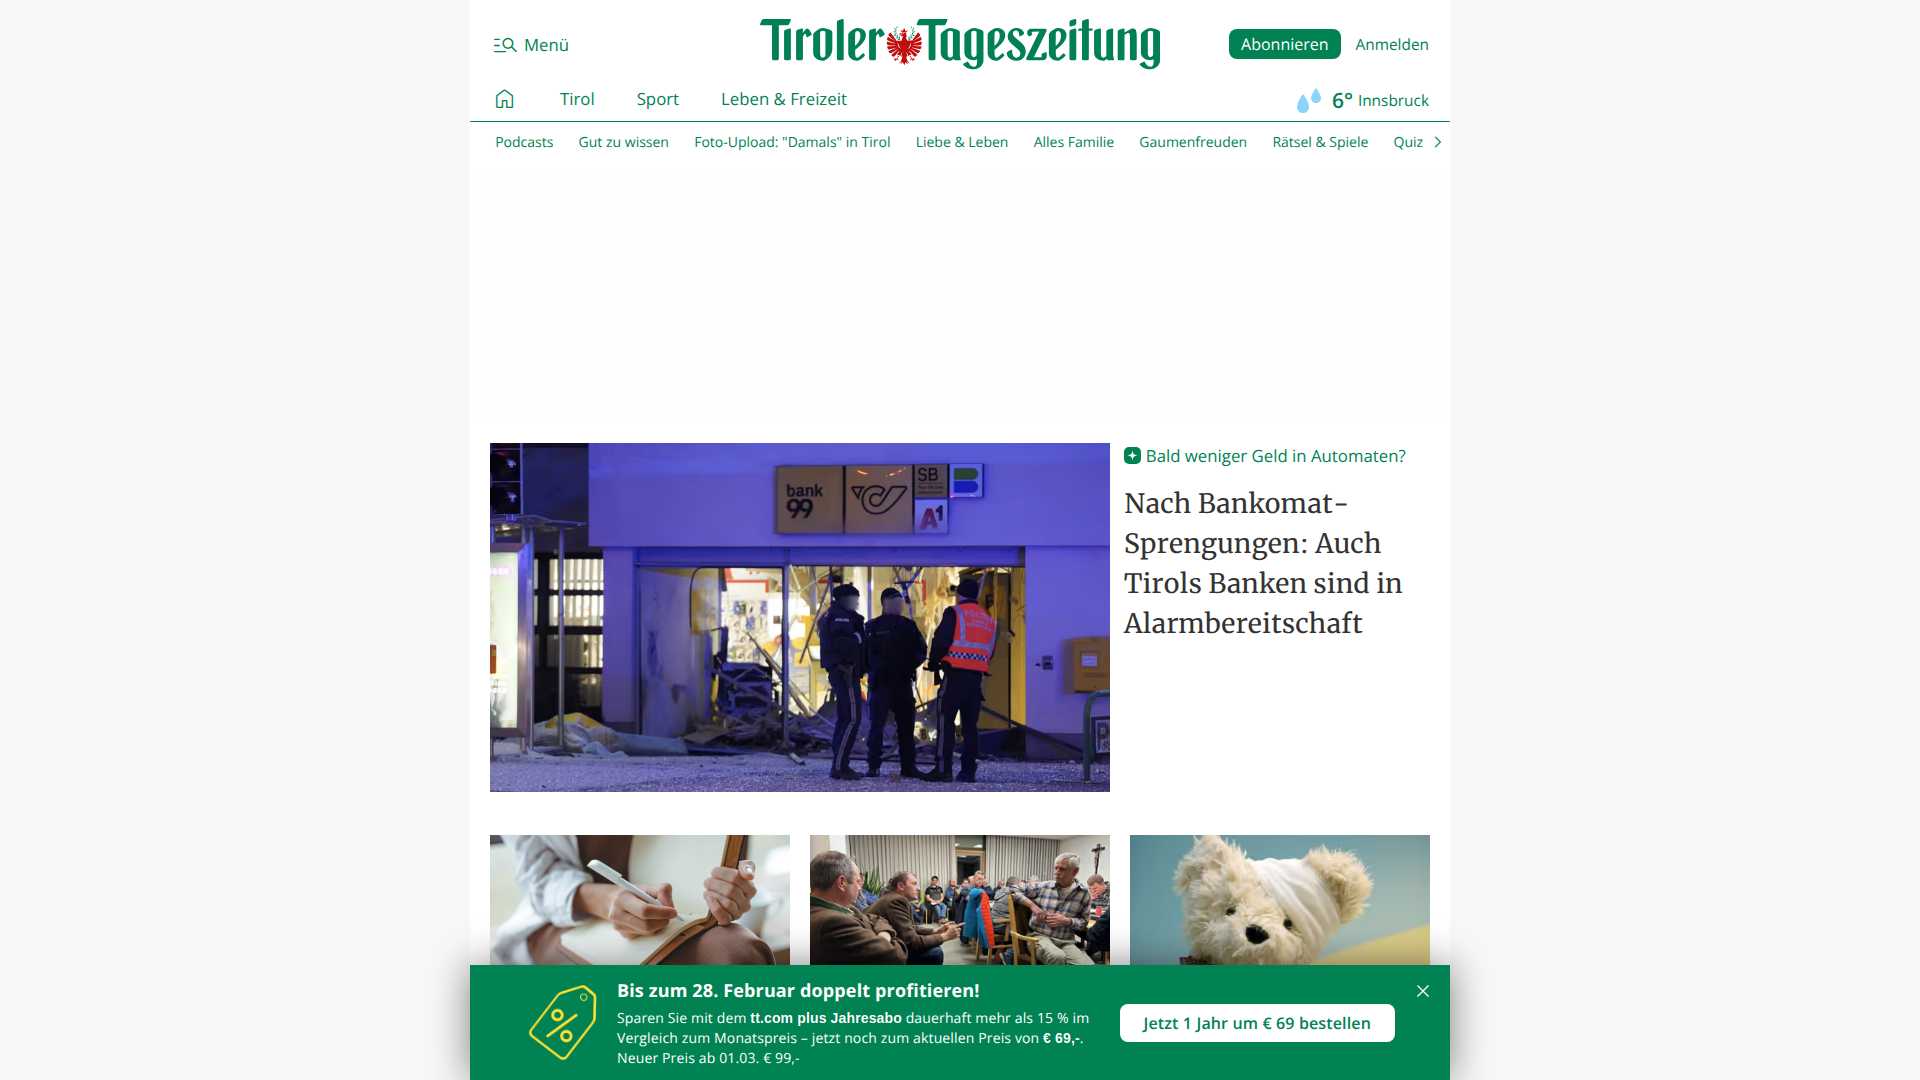 Menü
Tiroler Tageszeitung
Abonnieren
Anmelden
Tirol
Sport
Leben & Freizeit
6° Innsbruck
Podcasts
Gut zu wissen
Foto-Upload: "Damals" in Tirol
Liebe & Leben
Alles Familie
Gaumenfreuden
Rätsel & Spiele
Quiz
bank
99
SB
A1
Bald weniger Geld in Automaten?
Nach Bankomat-
Sprengungen: Auch
Tirols Banken sind in
Alarmbereitschaft
Bis zum 28. Februar doppelt profitieren!
Sparen Sie mit dem tt.com plus Jahresabo dauerhaft mehr als 15 % im
Vergleich zum Monatspreis – jetzt noch zum aktuellen Preis von € 69,-.
Neuer Preis ab 01.03. € 99,-
Jetzt 1 Jahr um € 69 bestellen